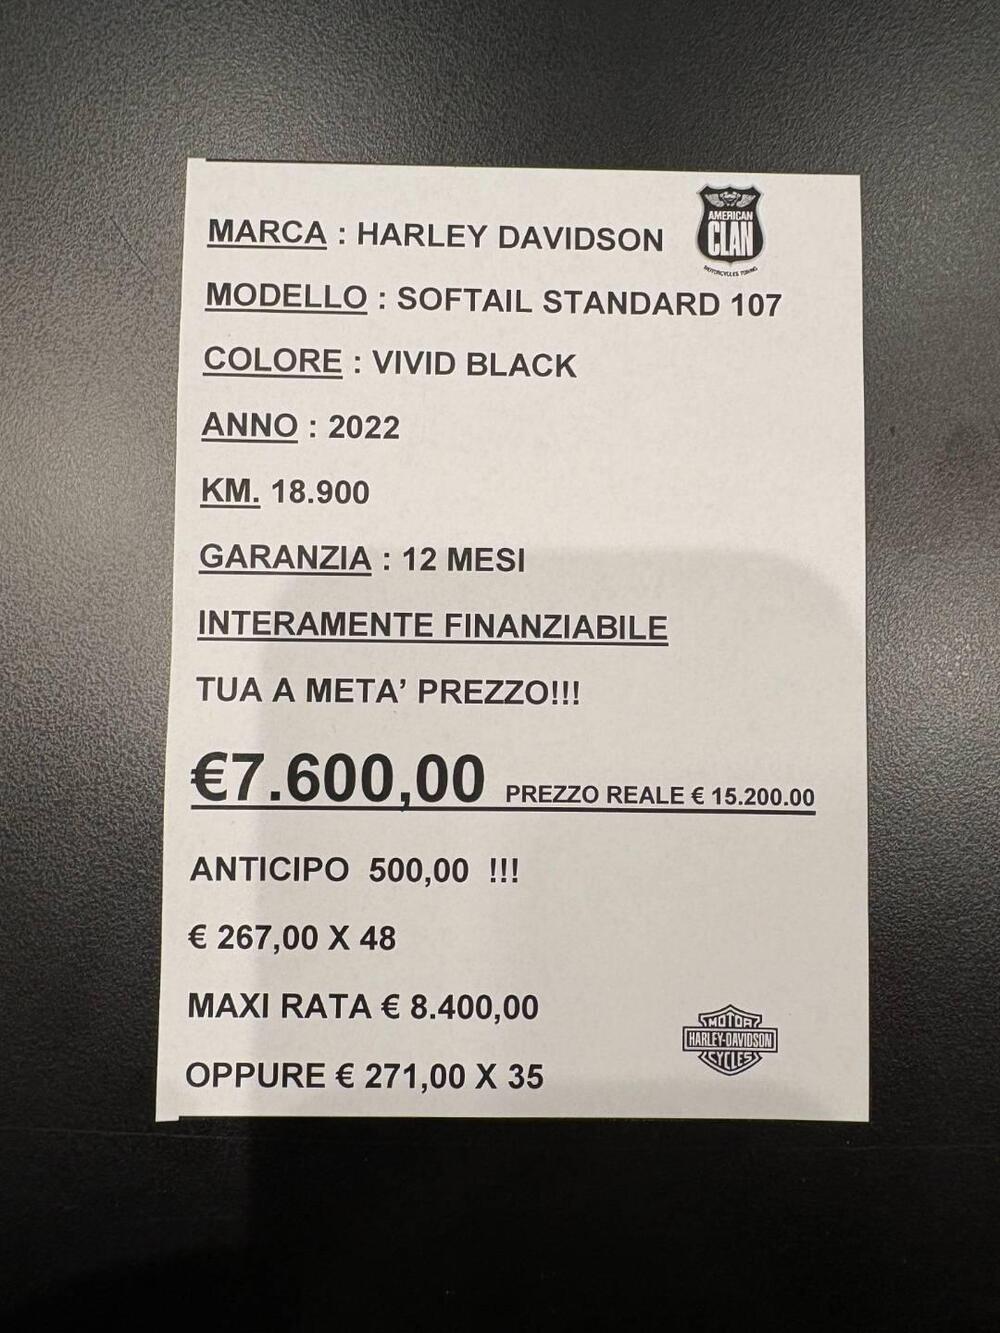 MARCA : HARLEY DAVIDSON
AMERICAN
CLAN
MOTORCYCLES TUNING
MODELLO : SOFTAIL STANDARD 107
COLORE : VIVID BLACK
ANNO : 2022
KM. 18.900
GARANZIA : 12 MESI
INTERAMENTE FINANZIABILE
TUA A META’ PREZZO!!!
€7.600,00 PREZZO REALE € 15.200.00
ANTICIPO 500,00 !!!
€ 267,00 X 48
MAXI RATA € 8.400,00
OPPURE € 271,00 X 35
MOTOR
HARLEY-DAVIDSON
CYCLES